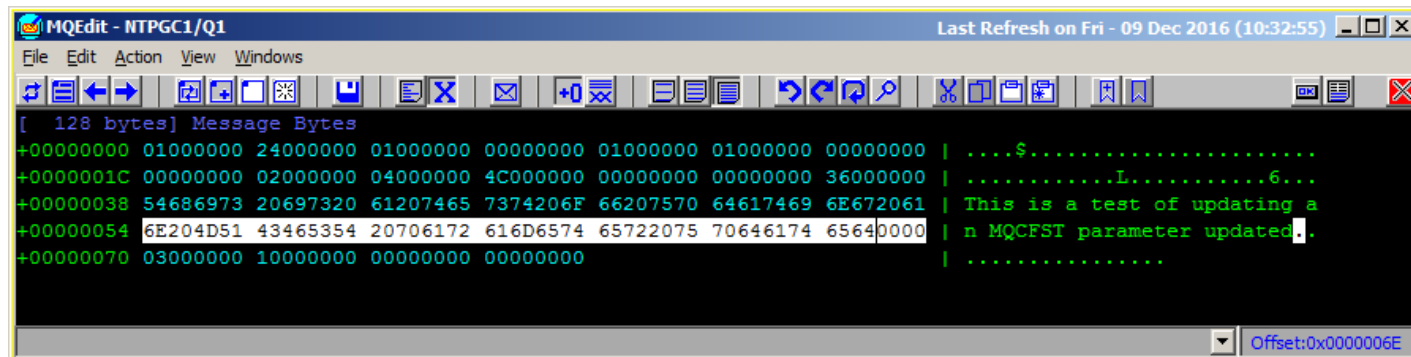 MQEdit - NTPGC1/Q1 Last Refresh on Fri - 09 Dec 2016 (10:32:55)
File Edit Action View Windows
+0
OK
[  128 bytes] Message Bytes
+00000000 01000000 24000000 01000000 00000000 01000000 01000000 00000000 | ....$.......................
+0000001C 00000000 02000000 04000000 4C000000 00000000 00000000 36000000 | ............L...........6...
+00000038 54686973 20697320 61207465 7374206F 66207570 64617469 6E672061 | This is a test of updating a
+00000054 6E204D51 43465354 20706172 616D6574 65722075 70646174 65640000 | n MQCFST parameter updated..
+00000070 03000000 10000000 00000000 00000000 | ................
Offset:0x0000006E